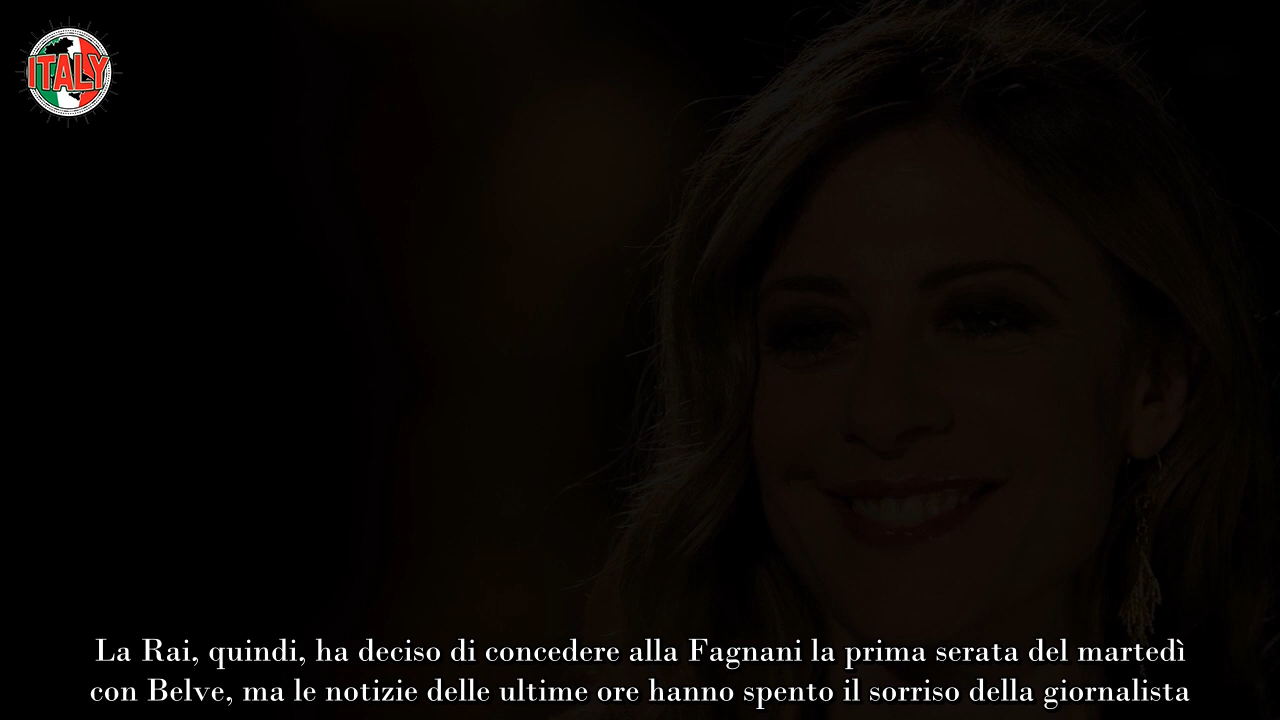 ITALY
La Rai, quindi, ha deciso di concedere alla Fagnani la prima serata del martedì
con Belve, ma le notizie delle ultime ore hanno spento il sorriso della giornalista